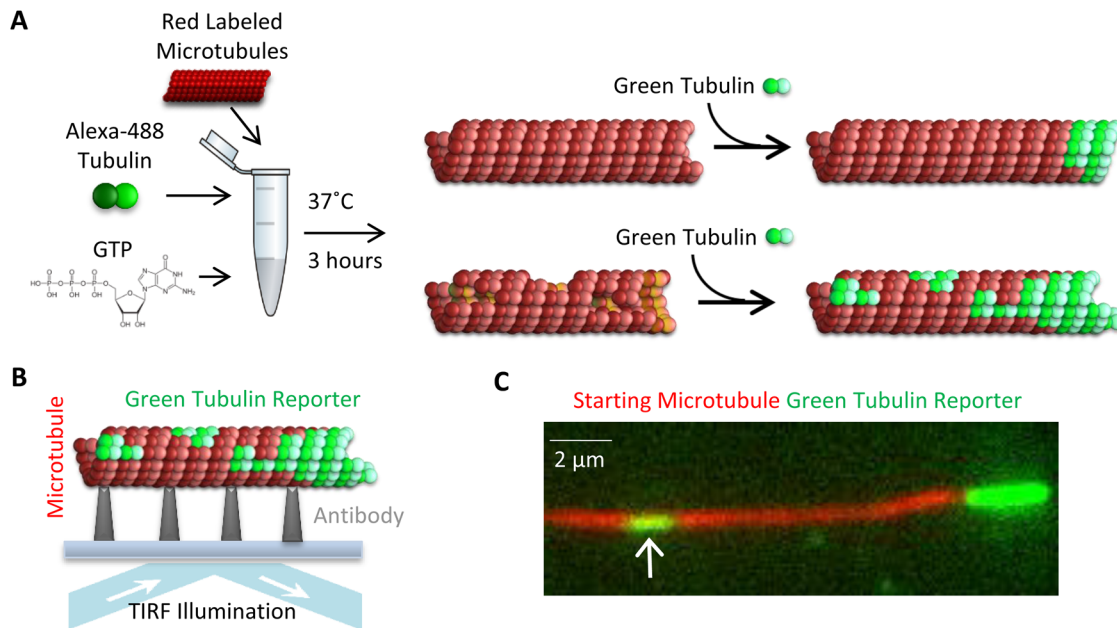 A
Red Labeled
Microtubules
Alexa-488
Tubulin
GTP
37˚C
3 hours
Green Tubulin
Green Tubulin
B
Green Tubulin Reporter
Microtubule
Antibody
TIRF Illumination
C
Starting Microtubule Green Tubulin Reporter
2 µm